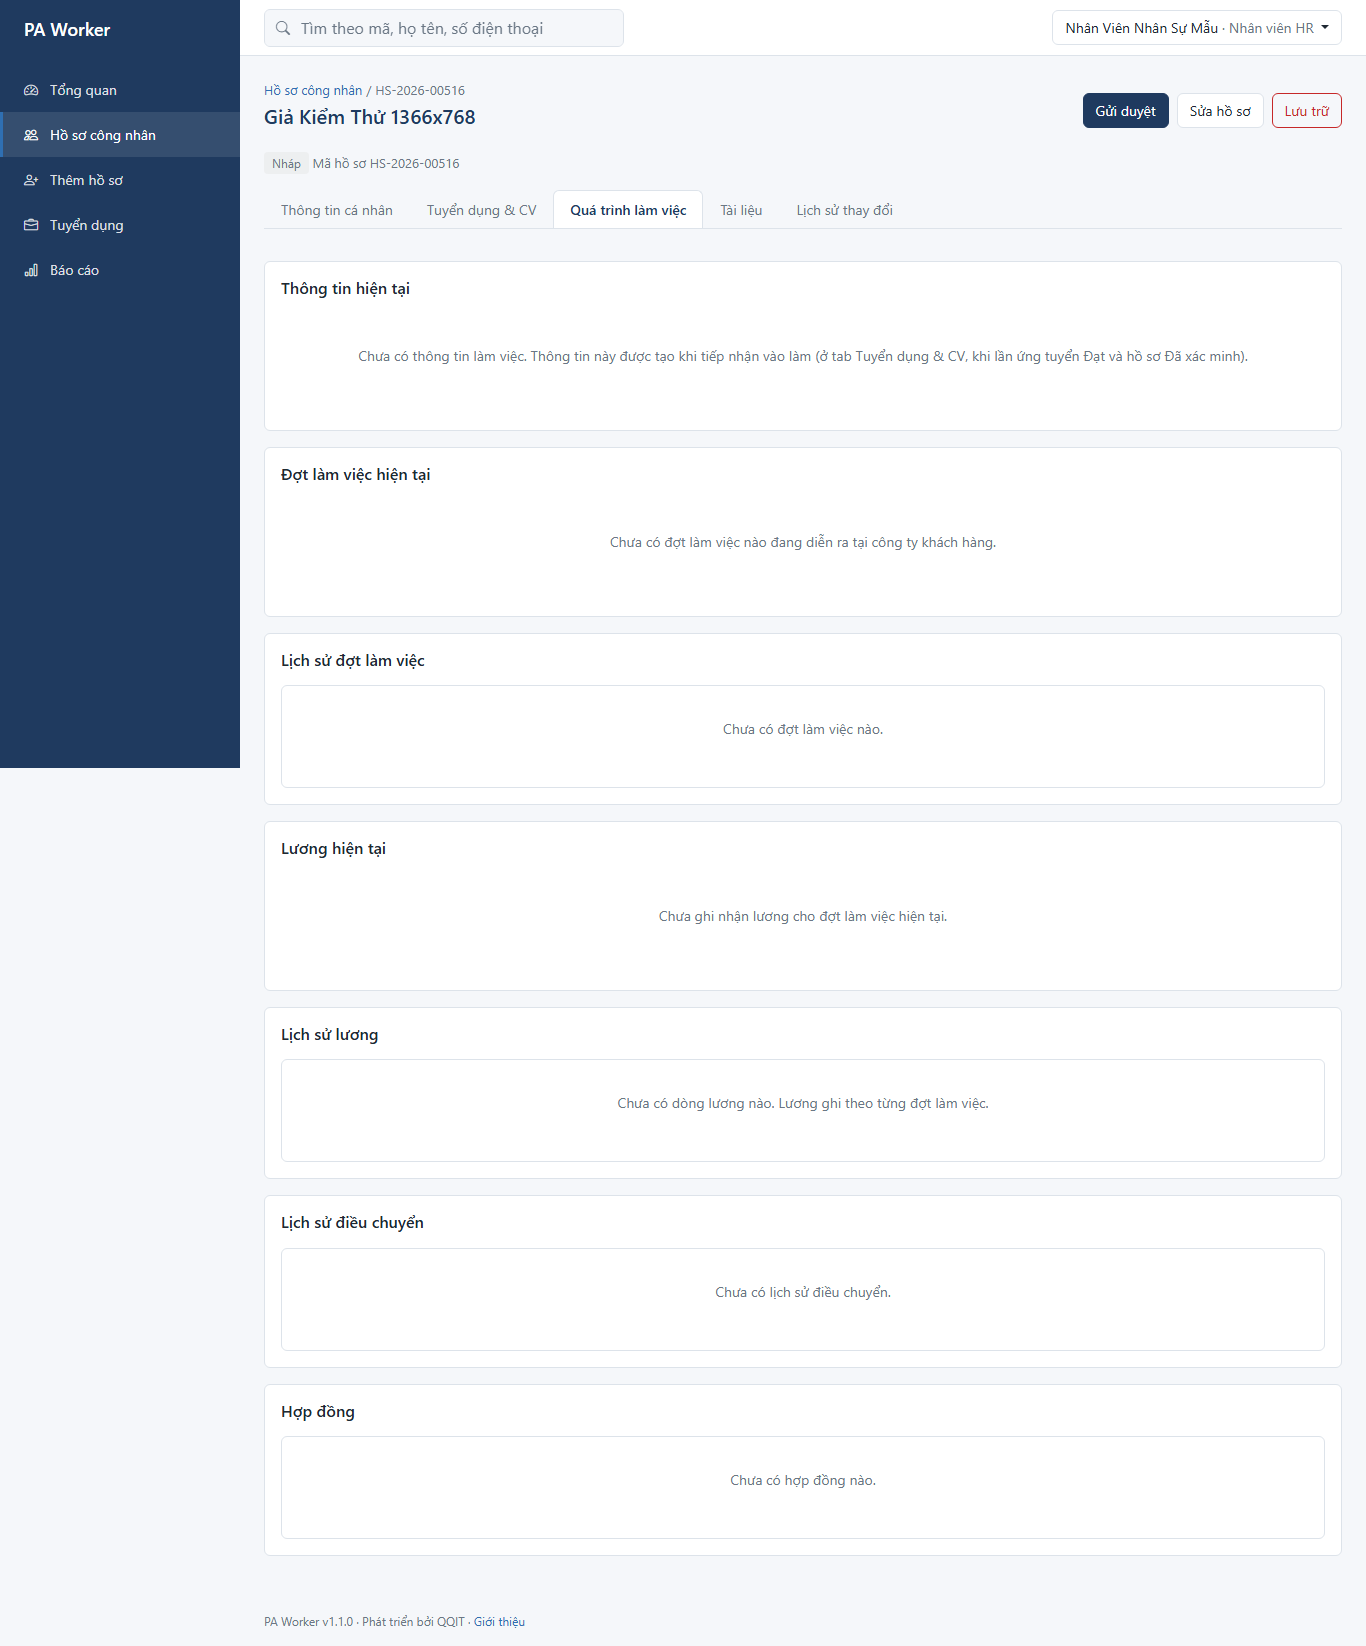 PA Worker
Tìm theo mã, họ tên, số điện thoại
Nhân Viên Nhân Sự Mẫu · Nhân viên HR
Tổng quan
Hồ sơ công nhân
Thêm hồ sơ
Tuyển dụng
Báo cáo
Hồ sơ công nhân / HS-2026-00516
Giả Kiểm Thử 1366x768
Gửi duyệt
Sửa hồ sơ
Lưu trữ
Nháp Mã hồ sơ HS-2026-00516
Thông tin cá nhân
Tuyển dụng & CV
Quá trình làm việc
Tài liệu
Lịch sử thay đổi
Thông tin hiện tại
Chưa có thông tin làm việc. Thông tin này được tạo khi tiếp nhận vào làm (ở tab Tuyển dụng & CV, khi lần ứng tuyển Đạt và hồ sơ Đã xác minh).
Đợt làm việc hiện tại
Chưa có đợt làm việc nào đang diễn ra tại công ty khách hàng.
Lịch sử đợt làm việc
Chưa có đợt làm việc nào.
Lương hiện tại
Chưa ghi nhận lương cho đợt làm việc hiện tại.
Lịch sử lương
Chưa có dòng lương nào. Lương ghi theo từng đợt làm việc.
Lịch sử điều chuyển
Chưa có lịch sử điều chuyển.
Hợp đồng
Chưa có hợp đồng nào.
PA Worker v1.1.0 · Phát triển bởi QQIT · Giới thiệu